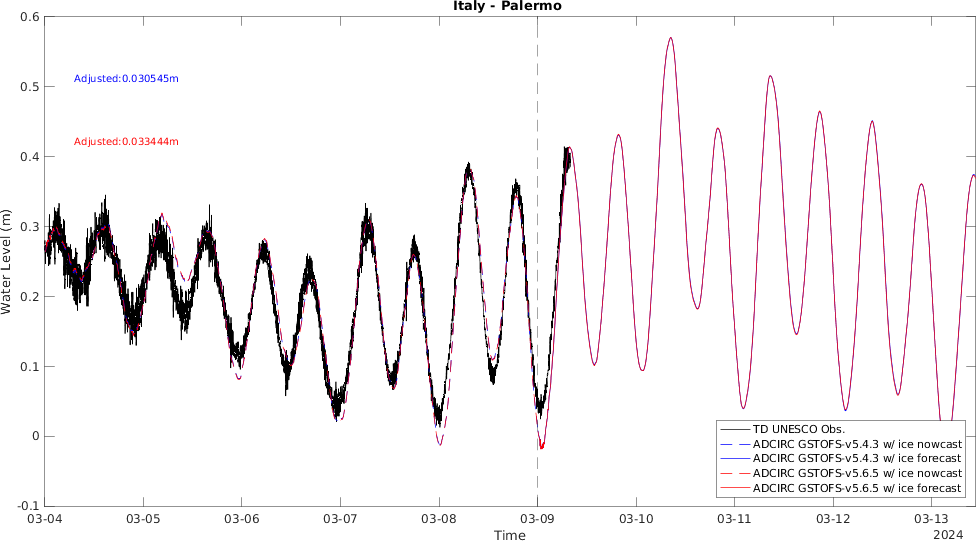 Italy - Palermo
0.6
0.5
0.4
0.3
0.2
0.1
0
-0.1
Water Level (m)
Adjusted:0.030545m
Adjusted:0.033444m
TD UNESCO Obs.
ADCIRC GSTOFS-v5.4.3 w/ ice nowcast
ADCIRC GSTOFS-v5.4.3 w/ ice forecast
ADCIRC GSTOFS-v5.6.5 w/ ice nowcast
ADCIRC GSTOFS-v5.6.5 w/ ice forecast
03-04 03-05 03-06 03-07 03-08 03-09 03-10 03-11 03-12 03-13
Time
2024